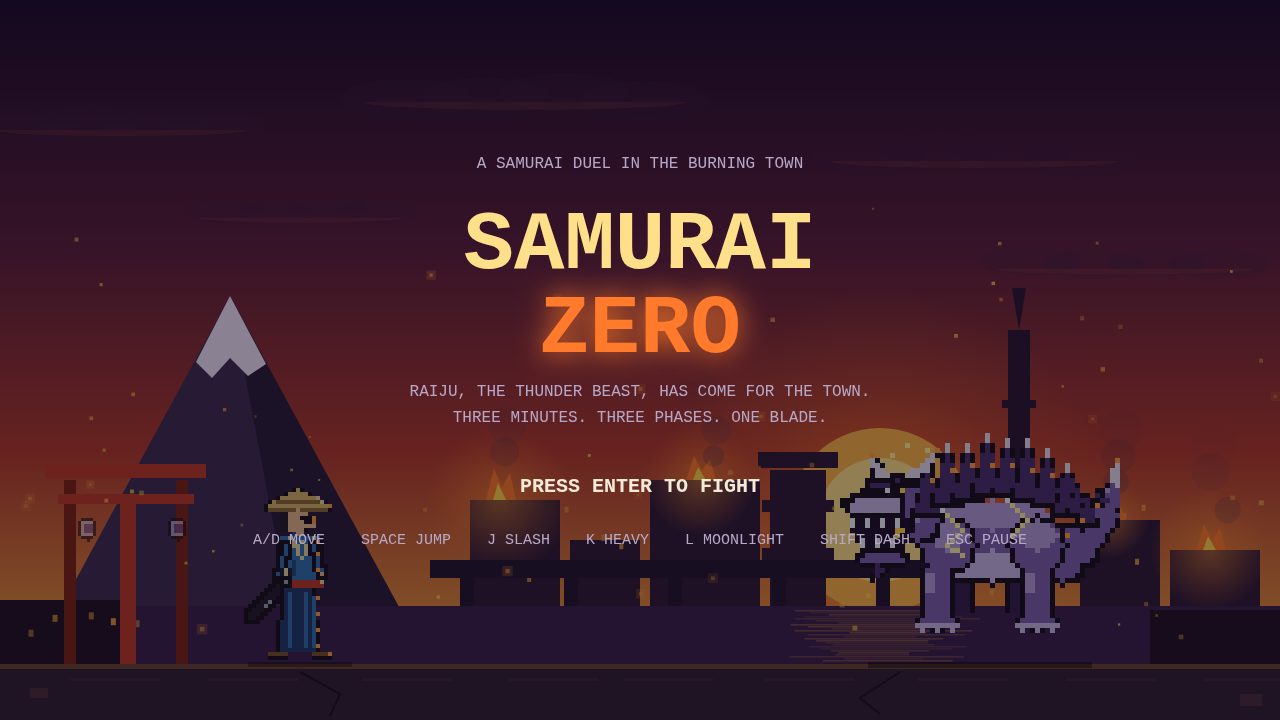 A SAMURAI DUEL IN THE BURNING TOWN
SAMURAI
ZERO
RAIJU, THE THUNDER BEAST, HAS COME FOR THE TOWN.
THREE MINUTES. THREE PHASES. ONE BLADE.
PRESS ENTER TO FIGHT
A/D MOVE SPACE JUMP J SLASH K HEAVY L MOONLIGHT SHIFT DASH ESC PAUSE